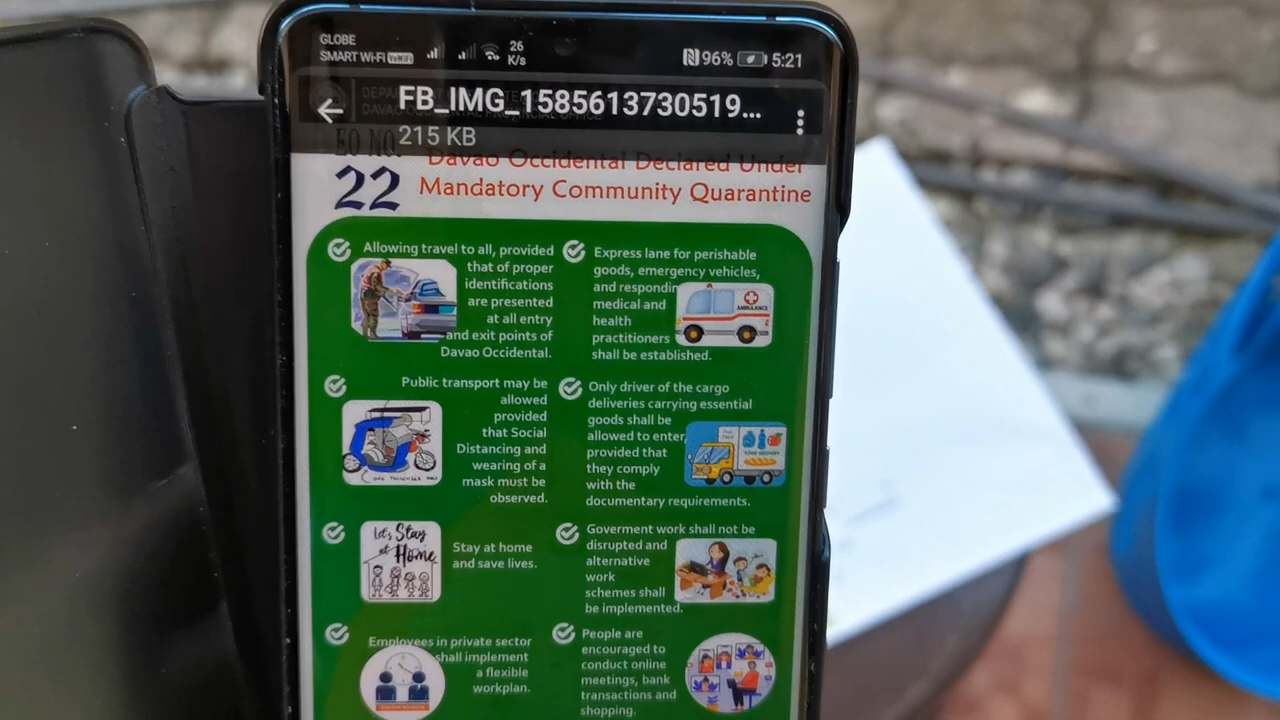 GLOBE
SMART Wi-Fi VoWiFi
26
K/s
96%
5:21
FB_IMG_1585613730519...
215 KB
EO NO.
22
Davao Occidental Declared Under
Mandatory Community Quarantine
Allowing travel to all, provided
that of proper
identifications
are presented
at all entry
and exit points of
Davao Occidental.
Express lane for perishable
goods, emergency vehicles,
and respondin
medical and
health
practitioners
shall be established.
AMBULANCE
Public transport may be
allowed
provided
that Social
Distancing and
wearing of a
mask must be
observed.
Only driver of the cargo
deliveries carrying essential
goods shall be
allowed to enter,
provided that
they comply
with the
documentary requirements.
Let's Stay
at Home
Stay at home
and save lives.
Goverment work shall not be
disrupted and
alternative
work
schemes shall
be implemented.
Employees in private sector
shall implement
a flexible
workplan.
People are
encouraged to
conduct online
meetings, bank
transactions and
shopping.